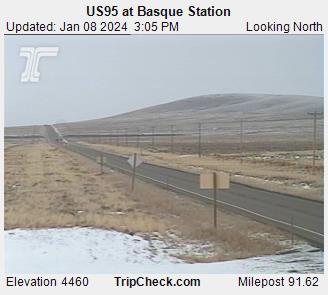 US95 at Basque Station
Updated: Jan 08 2024 3:05 PM Looking North
Elevation 4460 TripCheck.com Milepost 91.62